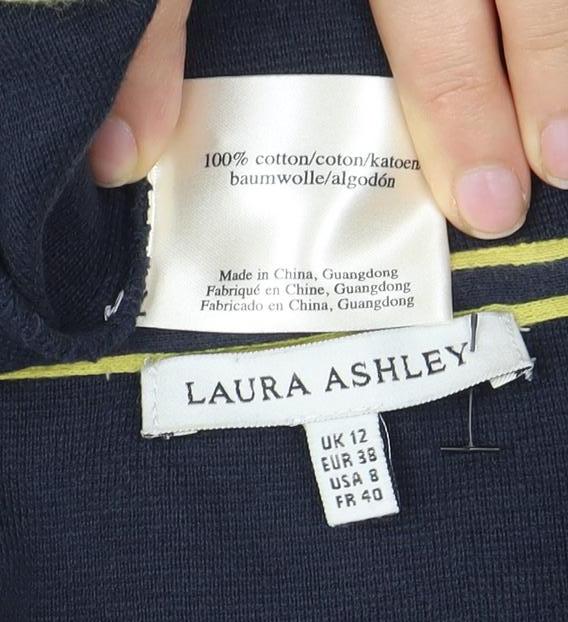 100% cotton/coton/katoen
baumwolle/algodón
Made in China, Guangdong
Fabriqué en Chine, Guangdong
Fabricado en China, Guangdong
LAURA ASHLEY
UK 12
EUR 38
USA 8
FR 40